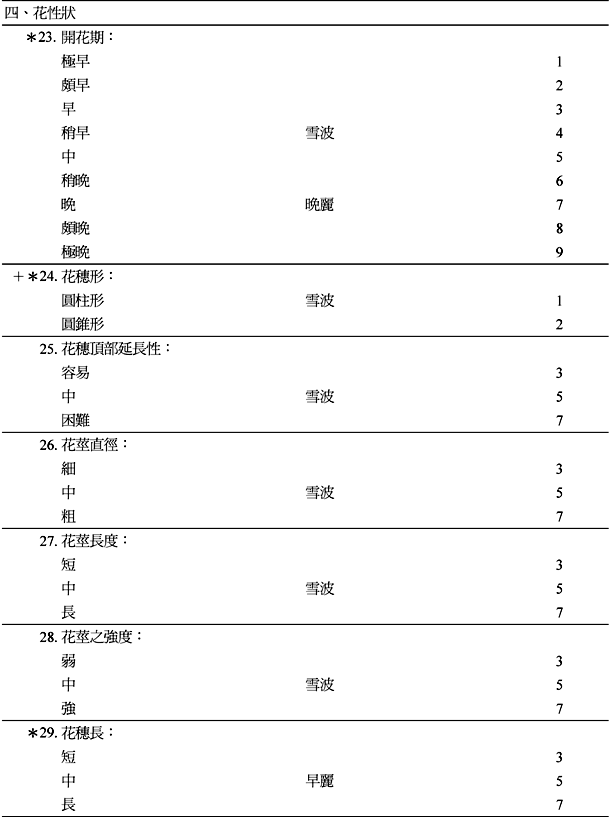 四、花性狀
＊23. 開花期：
極早 1
頗早 2
早 3
稍早 雪波 4
中 5
稍晚 6
晚 晚麗 7
頗晚 8
極晚 9
＋＊24. 花穗形：
圓柱形 雪波 1
圓錐形 2
25. 花穗頂部延長性：
容易 3
中 雪波 5
困難 7
26. 花莖直徑：
細 3
中 雪波 5
粗 7
27. 花莖長度：
短 3
中 雪波 5
長 7
28. 花莖之強度：
弱 3
中 雪波 5
強 7
＊29. 花穗長：
短 3
中 早麗 5
長 7